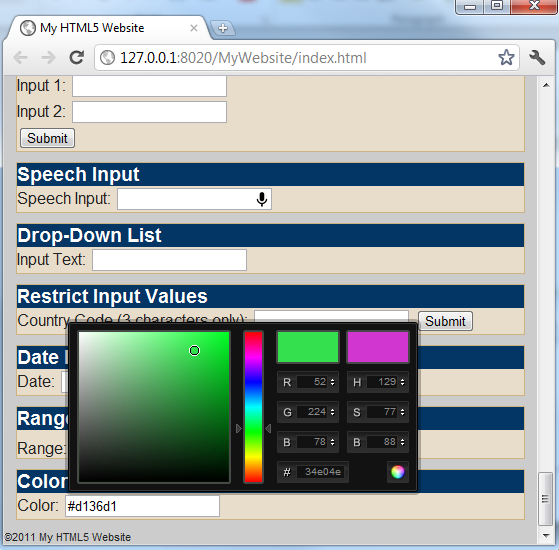 My HTML5 Website
127.0.0.1:8020/MyWebsite/index.html
Input 1:
Input 2:
Submit
Speech Input
Speech Input:
Drop-Down List
Input Text:
Restrict Input Values
Country Code (3 characters only): Submit
Date
Date:
R 52 H 129
G 224 S 77
Range
B 78 B 88
Range:
# 34e04e
Color
Color: #d136d1
©2011 My HTML5 Website